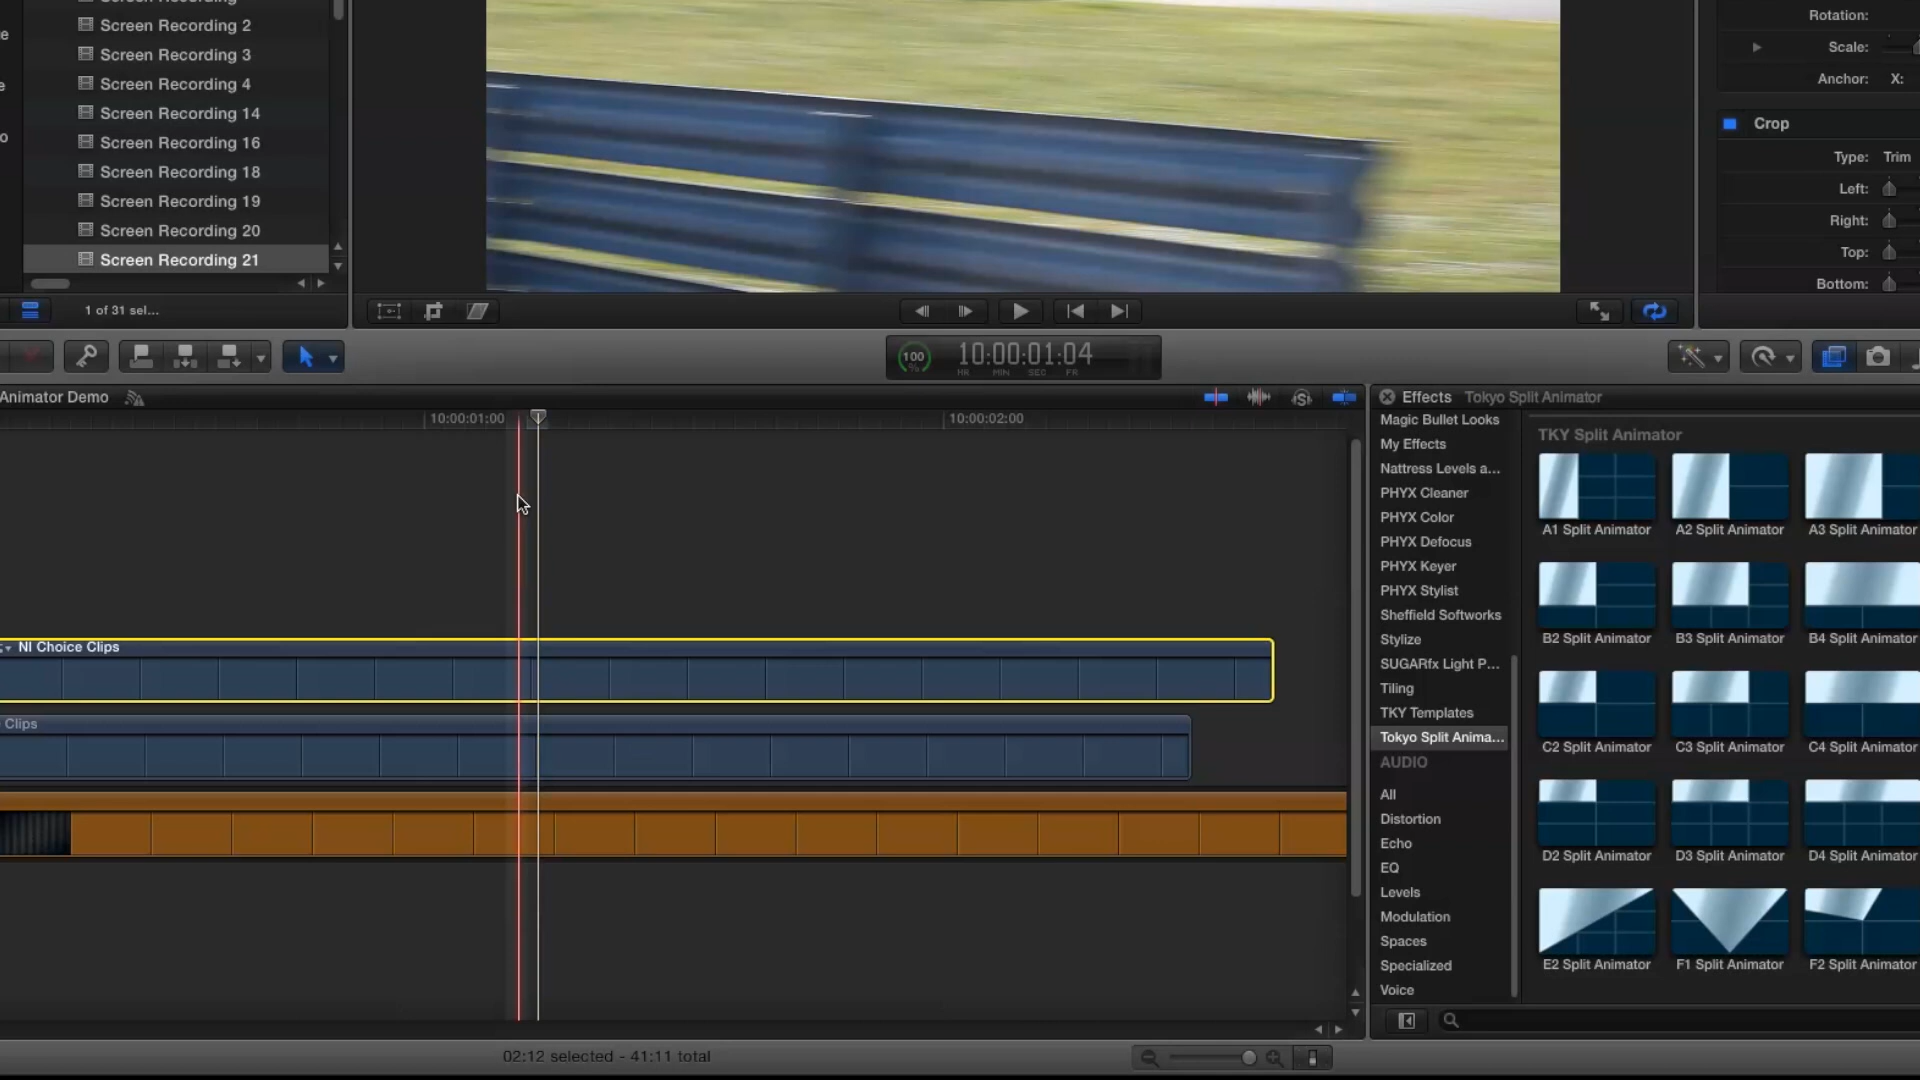 Screen Recording 2
Screen Recording 3
Screen Recording 4
Screen Recording 14
Screen Recording 16
Screen Recording 18
Screen Recording 19
Screen Recording 20
Screen Recording 21
1 of 31 sel...
Rotation:
Scale:
Anchor: X:
Crop
Type: Trim
Left:
Right:
Top:
Bottom:
100 %
10:00:01:04
HR MIN SEC FR
Animator Demo
10:00:01:00
10:00:02:00
NI Choice Clips
Clips
02:12 selected - 41:11 total
Effects Tokyo Split Animator
Magic Bullet Looks
My Effects
Nattress Levels a...
PHYX Cleaner
PHYX Color
PHYX Defocus
PHYX Keyer
PHYX Stylist
Sheffield Softworks
Stylize
SUGARfx Light P...
Tiling
TKY Templates
Tokyo Split Anima...
AUDIO
All
Distortion
Echo
EQ
Levels
Modulation
Spaces
Specialized
Voice
TKY Split Animator
A1 Split Animator A2 Split Animator A3 Split Animator
B2 Split Animator B3 Split Animator B4 Split Animator
C2 Split Animator C3 Split Animator C4 Split Animator
D2 Split Animator D3 Split Animator D4 Split Animator
E2 Split Animator F1 Split Animator F2 Split Animator